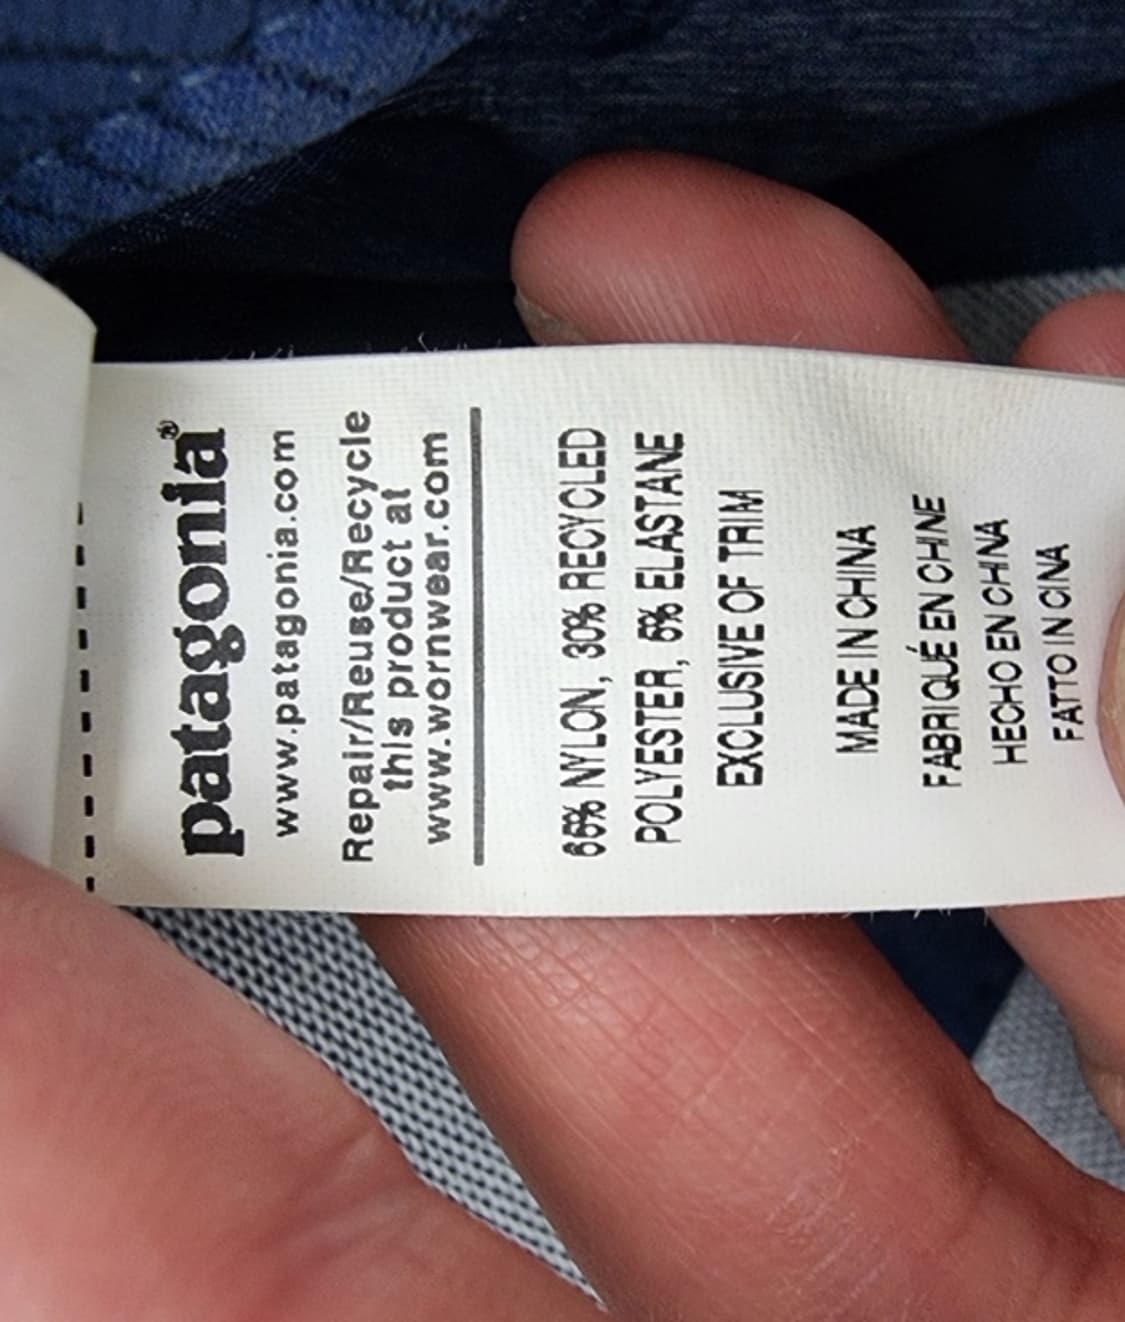 patagonia®
www.patagonia.com
Repair/Reuse/Recycle
this product at
www.wornwear.com
65% NYLON, 30% RECYCLED
POLYESTER, 5% ELASTANE
EXCLUSIVE OF TRIM
MADE IN CHINA
FABRIQUÉ EN CHINE
HECHO EN CHINA
FATTO IN CINA